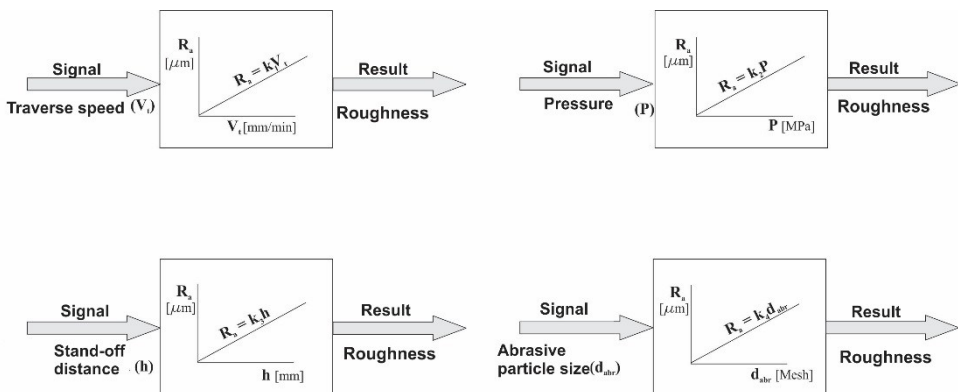 Signal
Traverse speed (Vt)
Ra
[μm]
Ra = k1Vt
Vt [mm/min]
Result
Roughness
Signal
Pressure (P)
Ra
[μm]
Ra = k2P
P [MPa]
Result
Roughness
Signal
Stand-off
distance (h)
Ra
[μm]
Ra = k3h
h [mm]
Result
Roughness
Signal
Abrasive
particle size(dabr)
Ra
[μm]
Ra = k4dabr
dabr [Mesh]
Result
Roughness